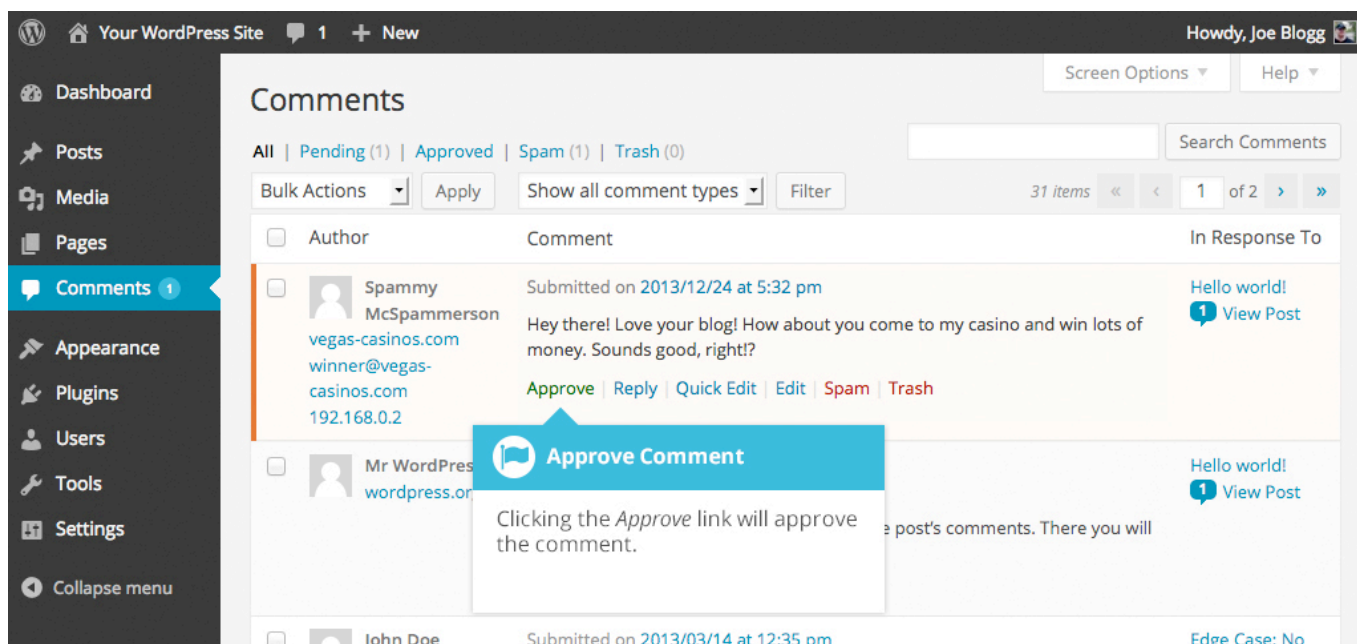 Your WordPress Site 1 + New Howdy, Joe Blogg
Screen Options Help
Dashboard
Posts
Media
Pages
Comments 1
Appearance
Plugins
Users
Tools
Settings
Collapse menu
Comments
All | Pending (1) | Approved | Spam (1) | Trash (0)
Search Comments
Bulk Actions Apply Show all comment types Filter 31 items « ‹ 1 of 2 › »
Author Comment In Response To
Spammy
McSpammerson
vegas-casinos.com
winner@vegas-
casinos.com
192.168.0.2
Submitted on 2013/12/24 at 5:32 pm
Hey there! Love your blog! How about you come to my casino and win lots of
money. Sounds good, right!?
Approve | Reply | Quick Edit | Edit | Spam | Trash
Hello world!
1 View Post
Approve Comment
Clicking the Approve link will approve
the comment.
Mr WordPres
wordpress.or
post's comments. There you will
Hello world!
1 View Post
John Doe Submitted on 2013/03/14 at 12:35 pm Edge Case: No